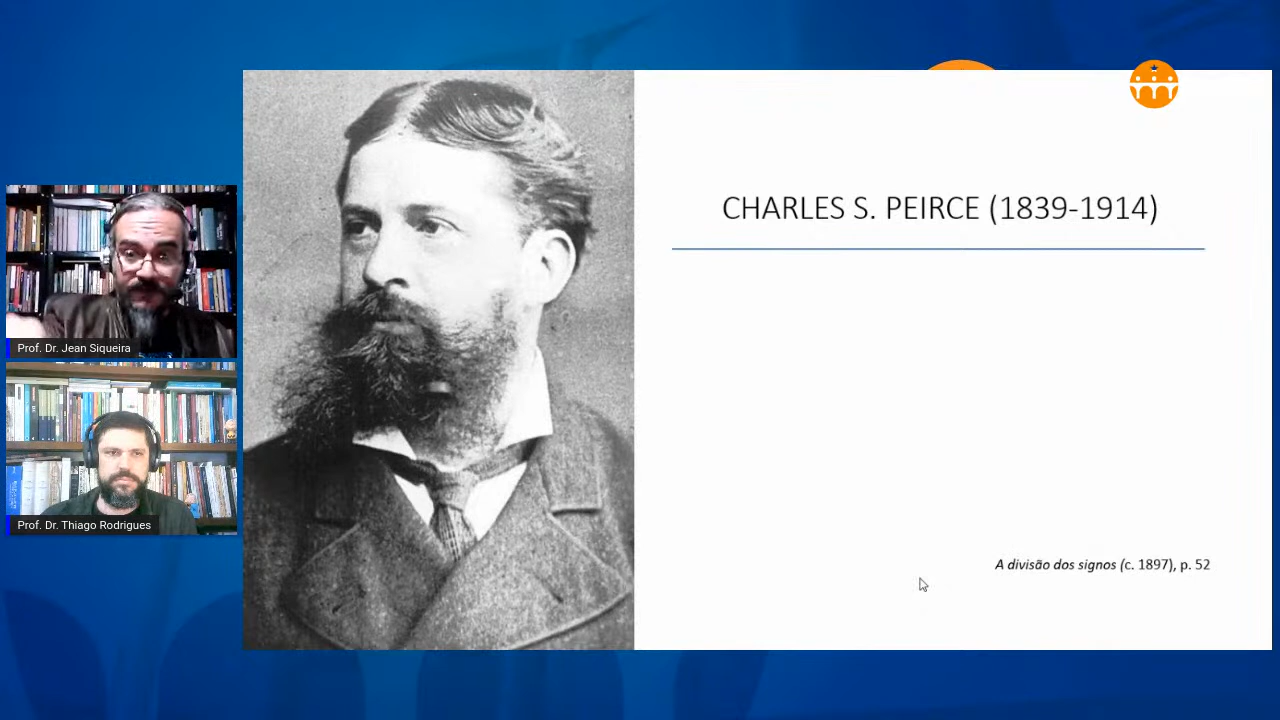 CHARLES S. PEIRCE (1839-1914)
A divisão dos signos (c. 1897), p. 52
Prof. Dr. Jean Siqueira
Prof. Dr. Thiago Rodrigues